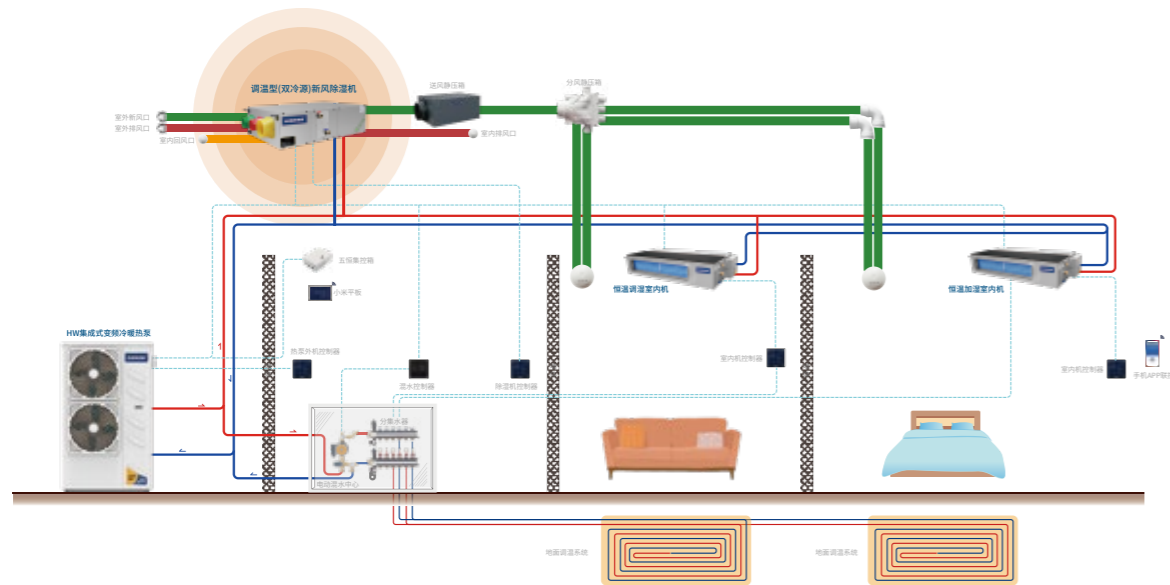 调温型(双冷源)新风除湿机
送风静压箱
分风静压箱
室外新风口
室外排风口
室内回风口
室内排风口
五恒集控箱
小米平板
恒温调湿室内机
恒温加湿室内机
HW集成式变频冷暖热泵
热泵外机控制器
混水控制器
除湿机控制器
室内机控制器
室内机控制器
手机APP联控
分集水器
电动混水中心
地面调温系统
地面调温系统